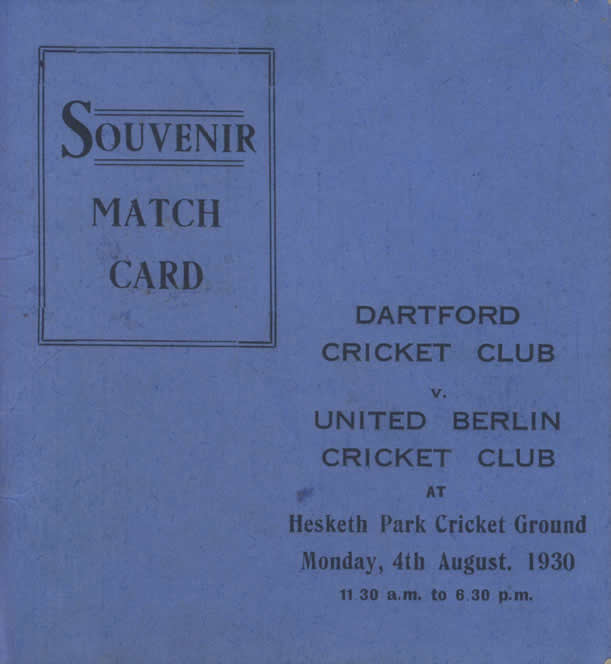 SOUVENIR
MATCH
CARD
DARTFORD
CRICKET CLUB
v.
UNITED BERLIN
CRICKET CLUB
AT
Hesketh Park Cricket Ground
Monday, 4th August. 1930
11 30 a.m. to 6.30 p.m.